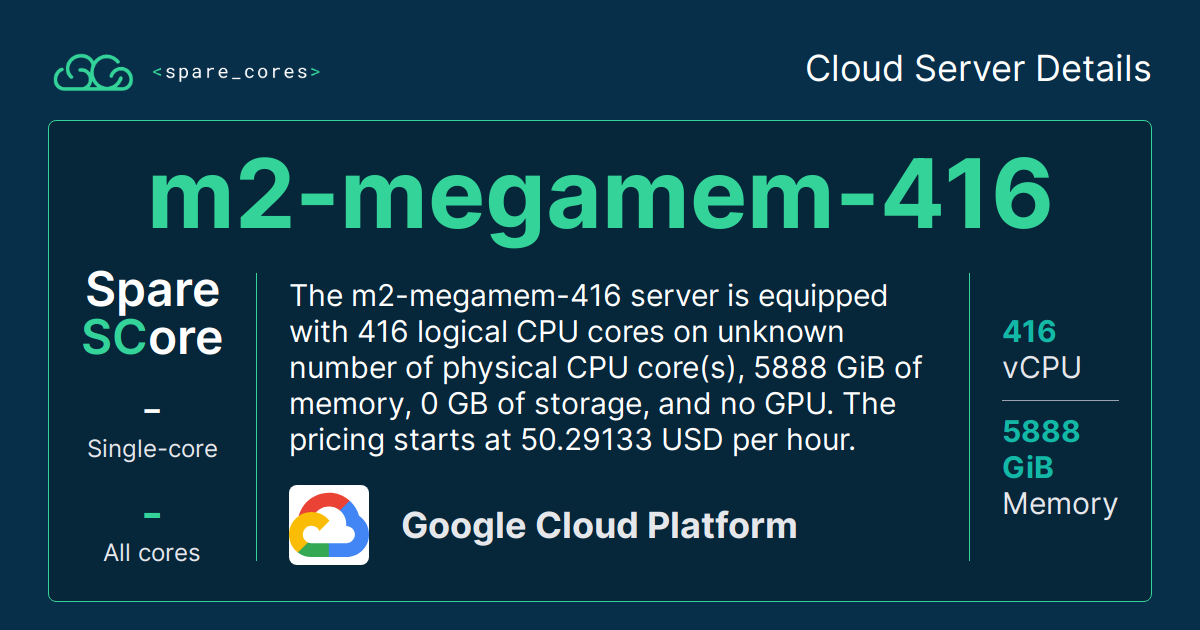 <spare_cores>
Cloud Server Details
m2-megamem-416
Spare
SCore
–
Single-core
–
All cores
The m2-megamem-416 server is equipped
with 416 logical CPU cores on unknown
number of physical CPU core(s), 5888 GiB of
memory, 0 GB of storage, and no GPU. The
pricing starts at 50.29133 USD per hour.
Google Cloud Platform
416
vCPU
5888
GiB
Memory